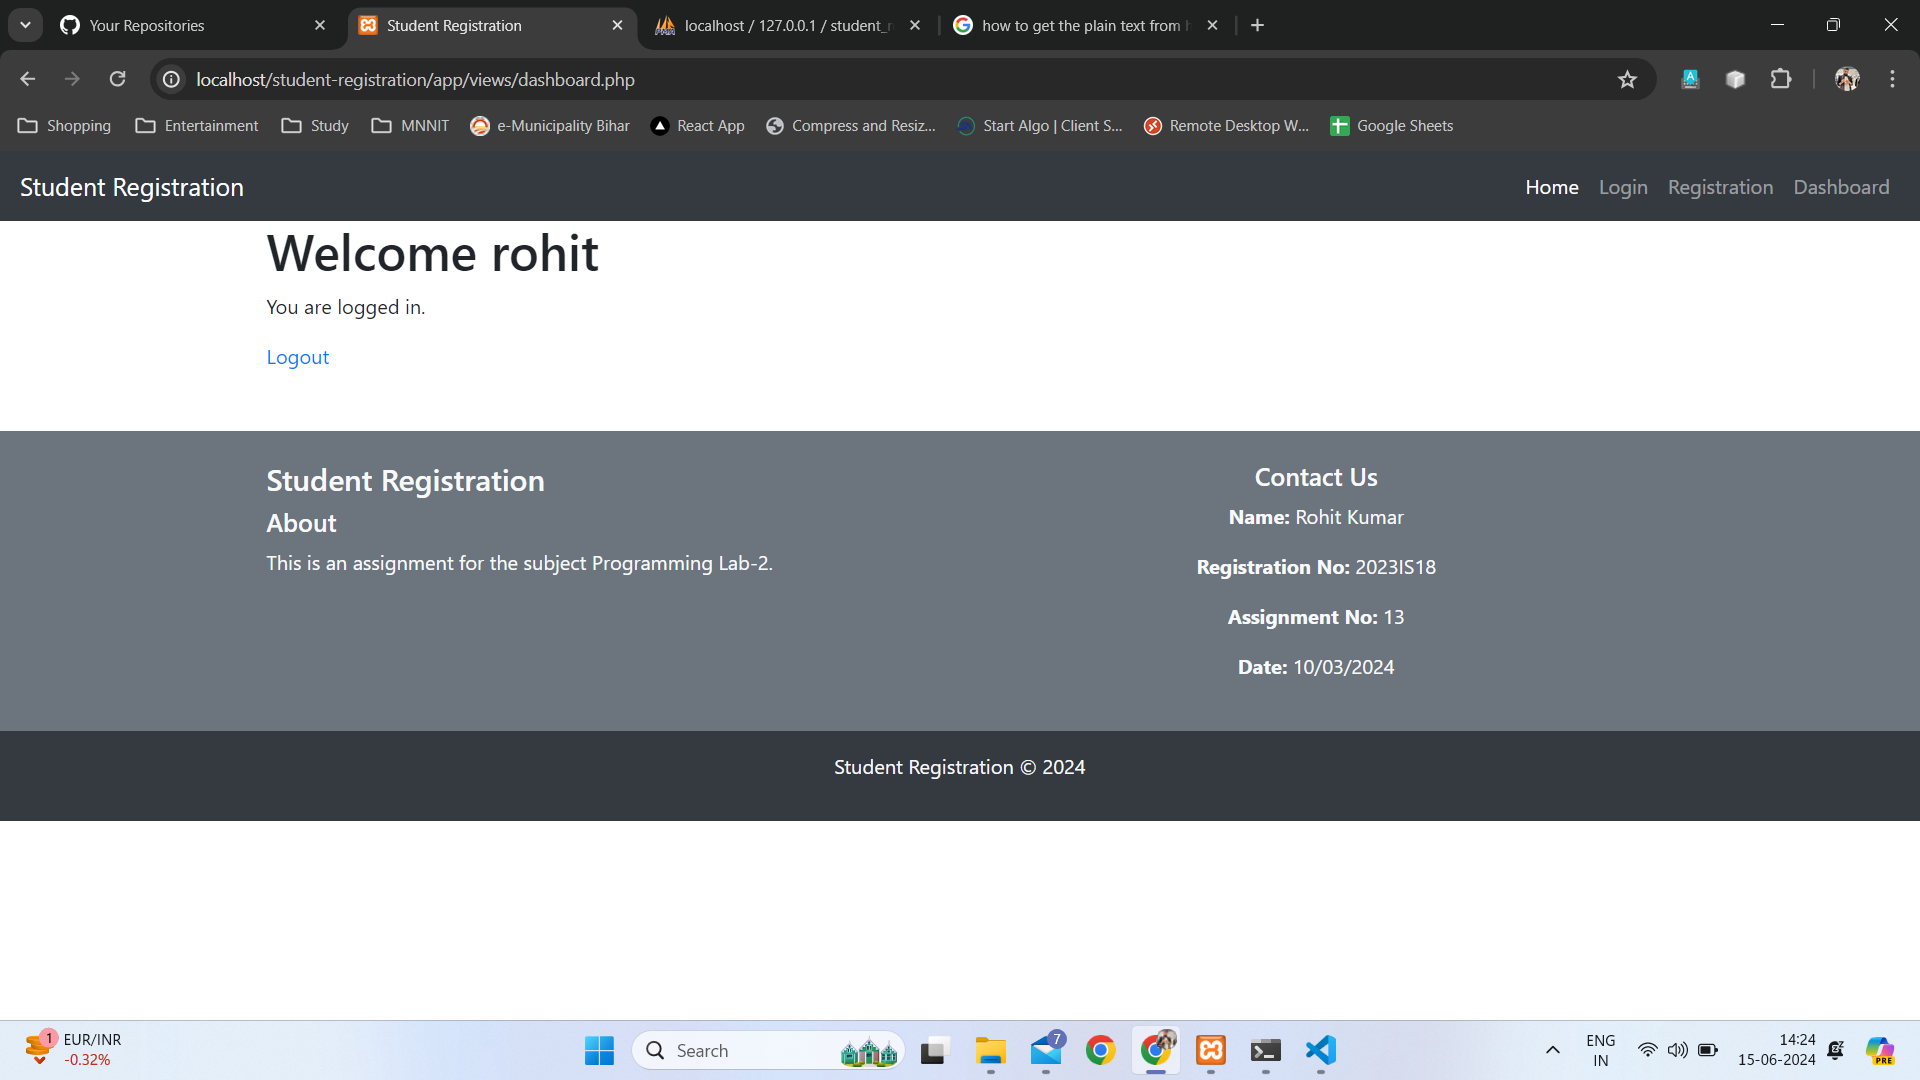 Your Repositories
Student Registration
localhost / 127.0.0.1 / student_r
how to get the plain text from h
localhost/student-registration/app/views/dashboard.php
Shopping
Entertainment
Study
MNNIT
e-Municipality Bihar
React App
Compress and Resiz...
Start Algo | Client S...
Remote Desktop W...
Google Sheets
Student Registration
Home
Login
Registration
Dashboard
Welcome rohit
You are logged in.
Logout
Student Registration
About
This is an assignment for the subject Programming Lab-2.
Contact Us
Name: Rohit Kumar
Registration No: 2023IS18
Assignment No: 13
Date: 10/03/2024
Student Registration © 2024
1
EUR/INR
-0.32%
Search
7
ENG
IN
14:24
15-06-2024
PRE